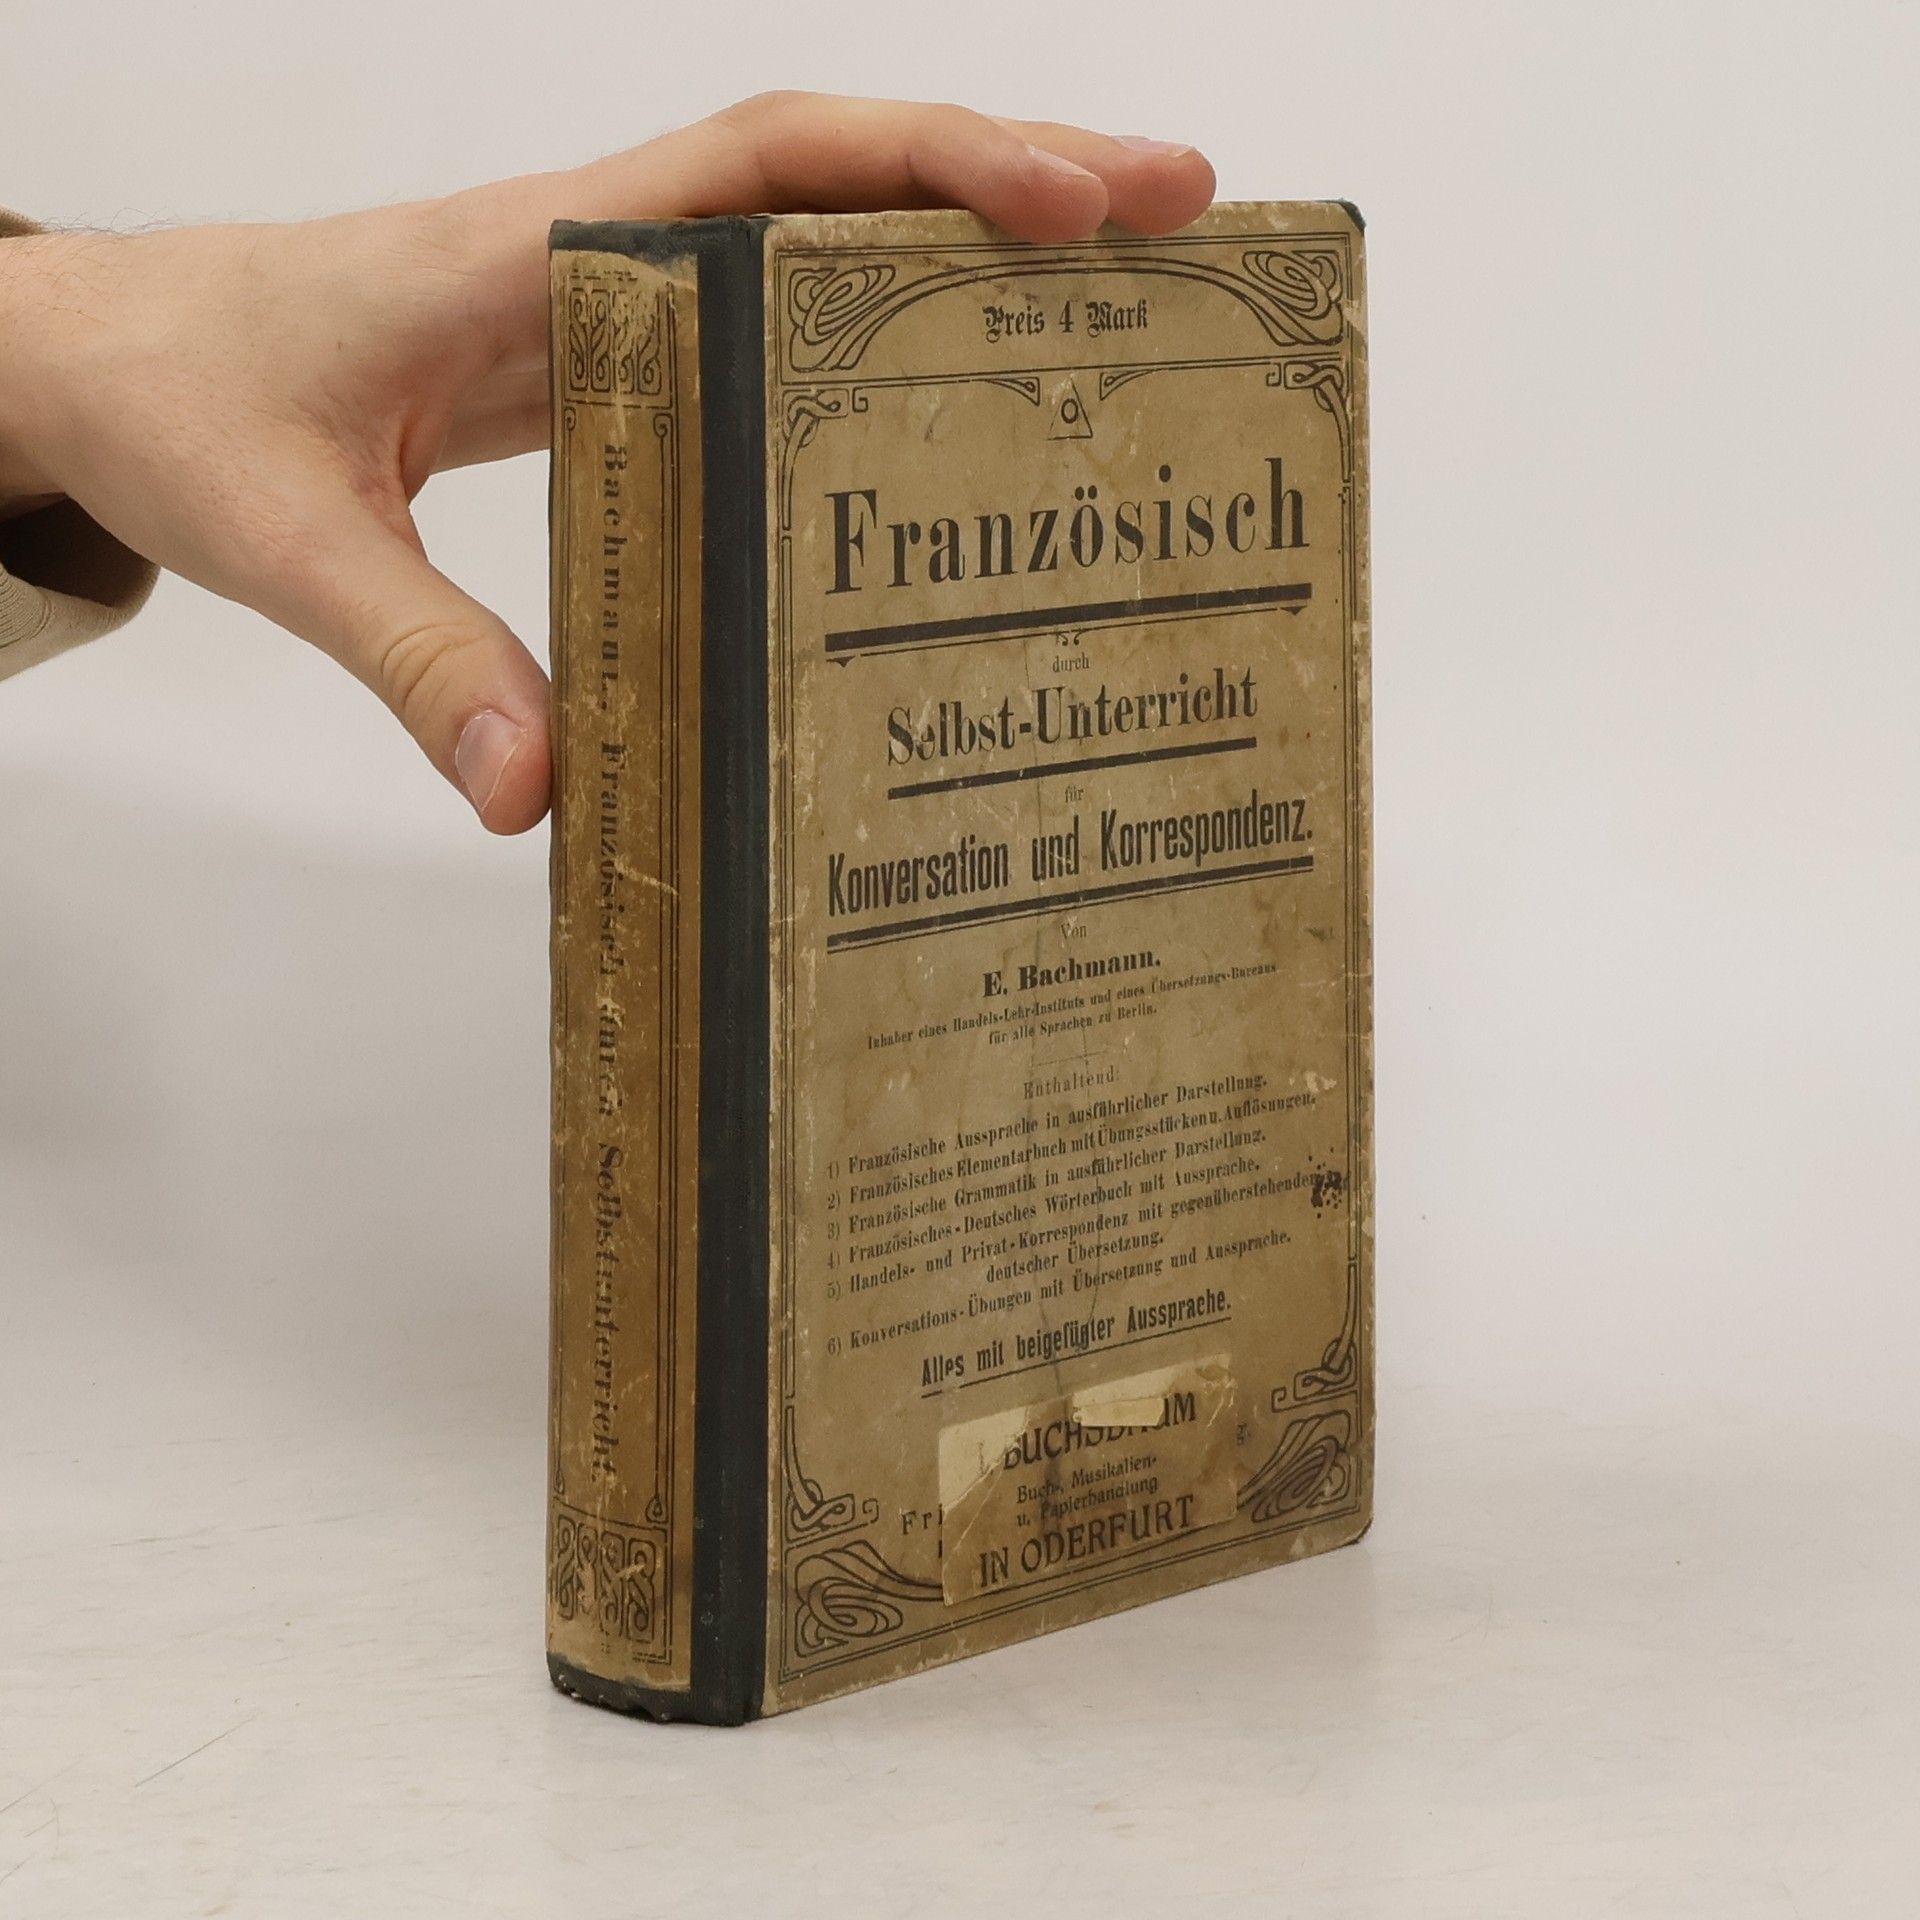 Bachmann. Französisch durch Selbstunterricht.
Preis 4 Mark
Französisch
durch
Selbst-Unterricht
für
Konversation und Korrespondenz.
Von
E. Bachmann.
Inhaber eines Handels-Lehr-Instituts und eines Übersetzungs-Bureaus
für alle Sprachen zu Berlin.
Enthaltend:
1) Französische Aussprache in ausführlicher Darstellung.
2) Französisches Elementarbuch mit Übungsstücken u. Auflösungen.
3) Französische Grammatik in ausführlicher Darstellung.
4) Französisches-Deutsches Wörterbuch mit Aussprache.
5) Handels- und Privat-Korrespondenz mit gegenüberstehender
deutscher Übersetzung.
6) Konversations-Übungen mit Übersetzung und Aussprache.
Alles mit beigefügter Aussprache.
BUCHSBAUM
Buch-, Musikalien-
u. Papierhandlung
IN ODERFURT
Fri